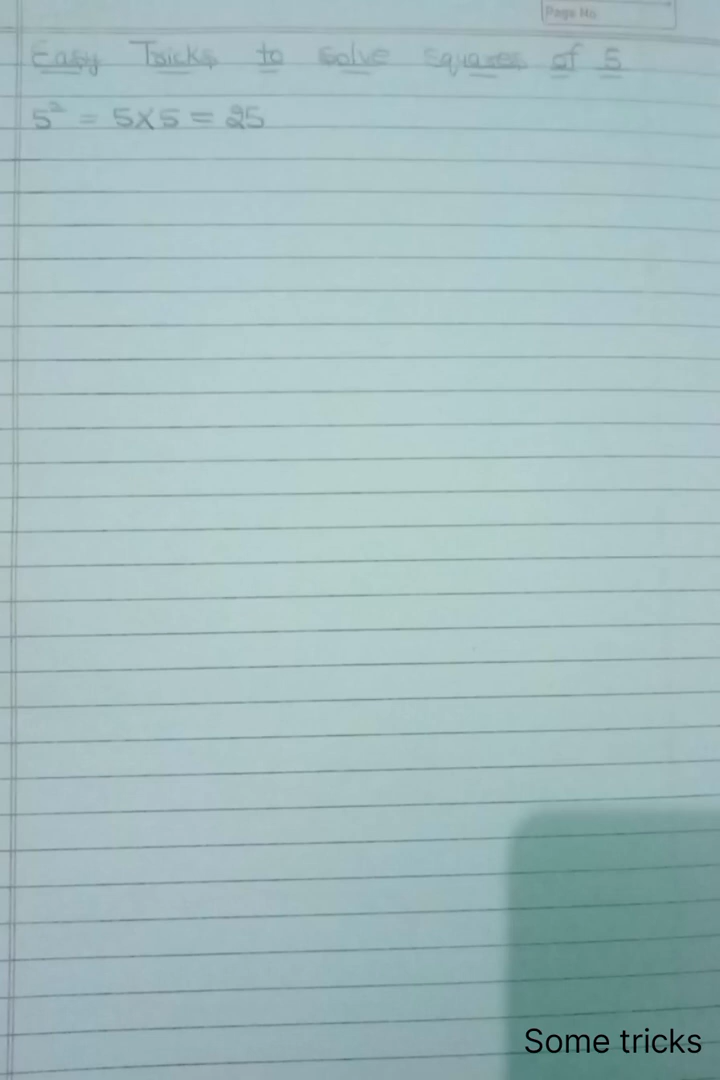 Page No
Easy Tricks to solve squares of 5
5² = 5×5 = 25
Some tricks